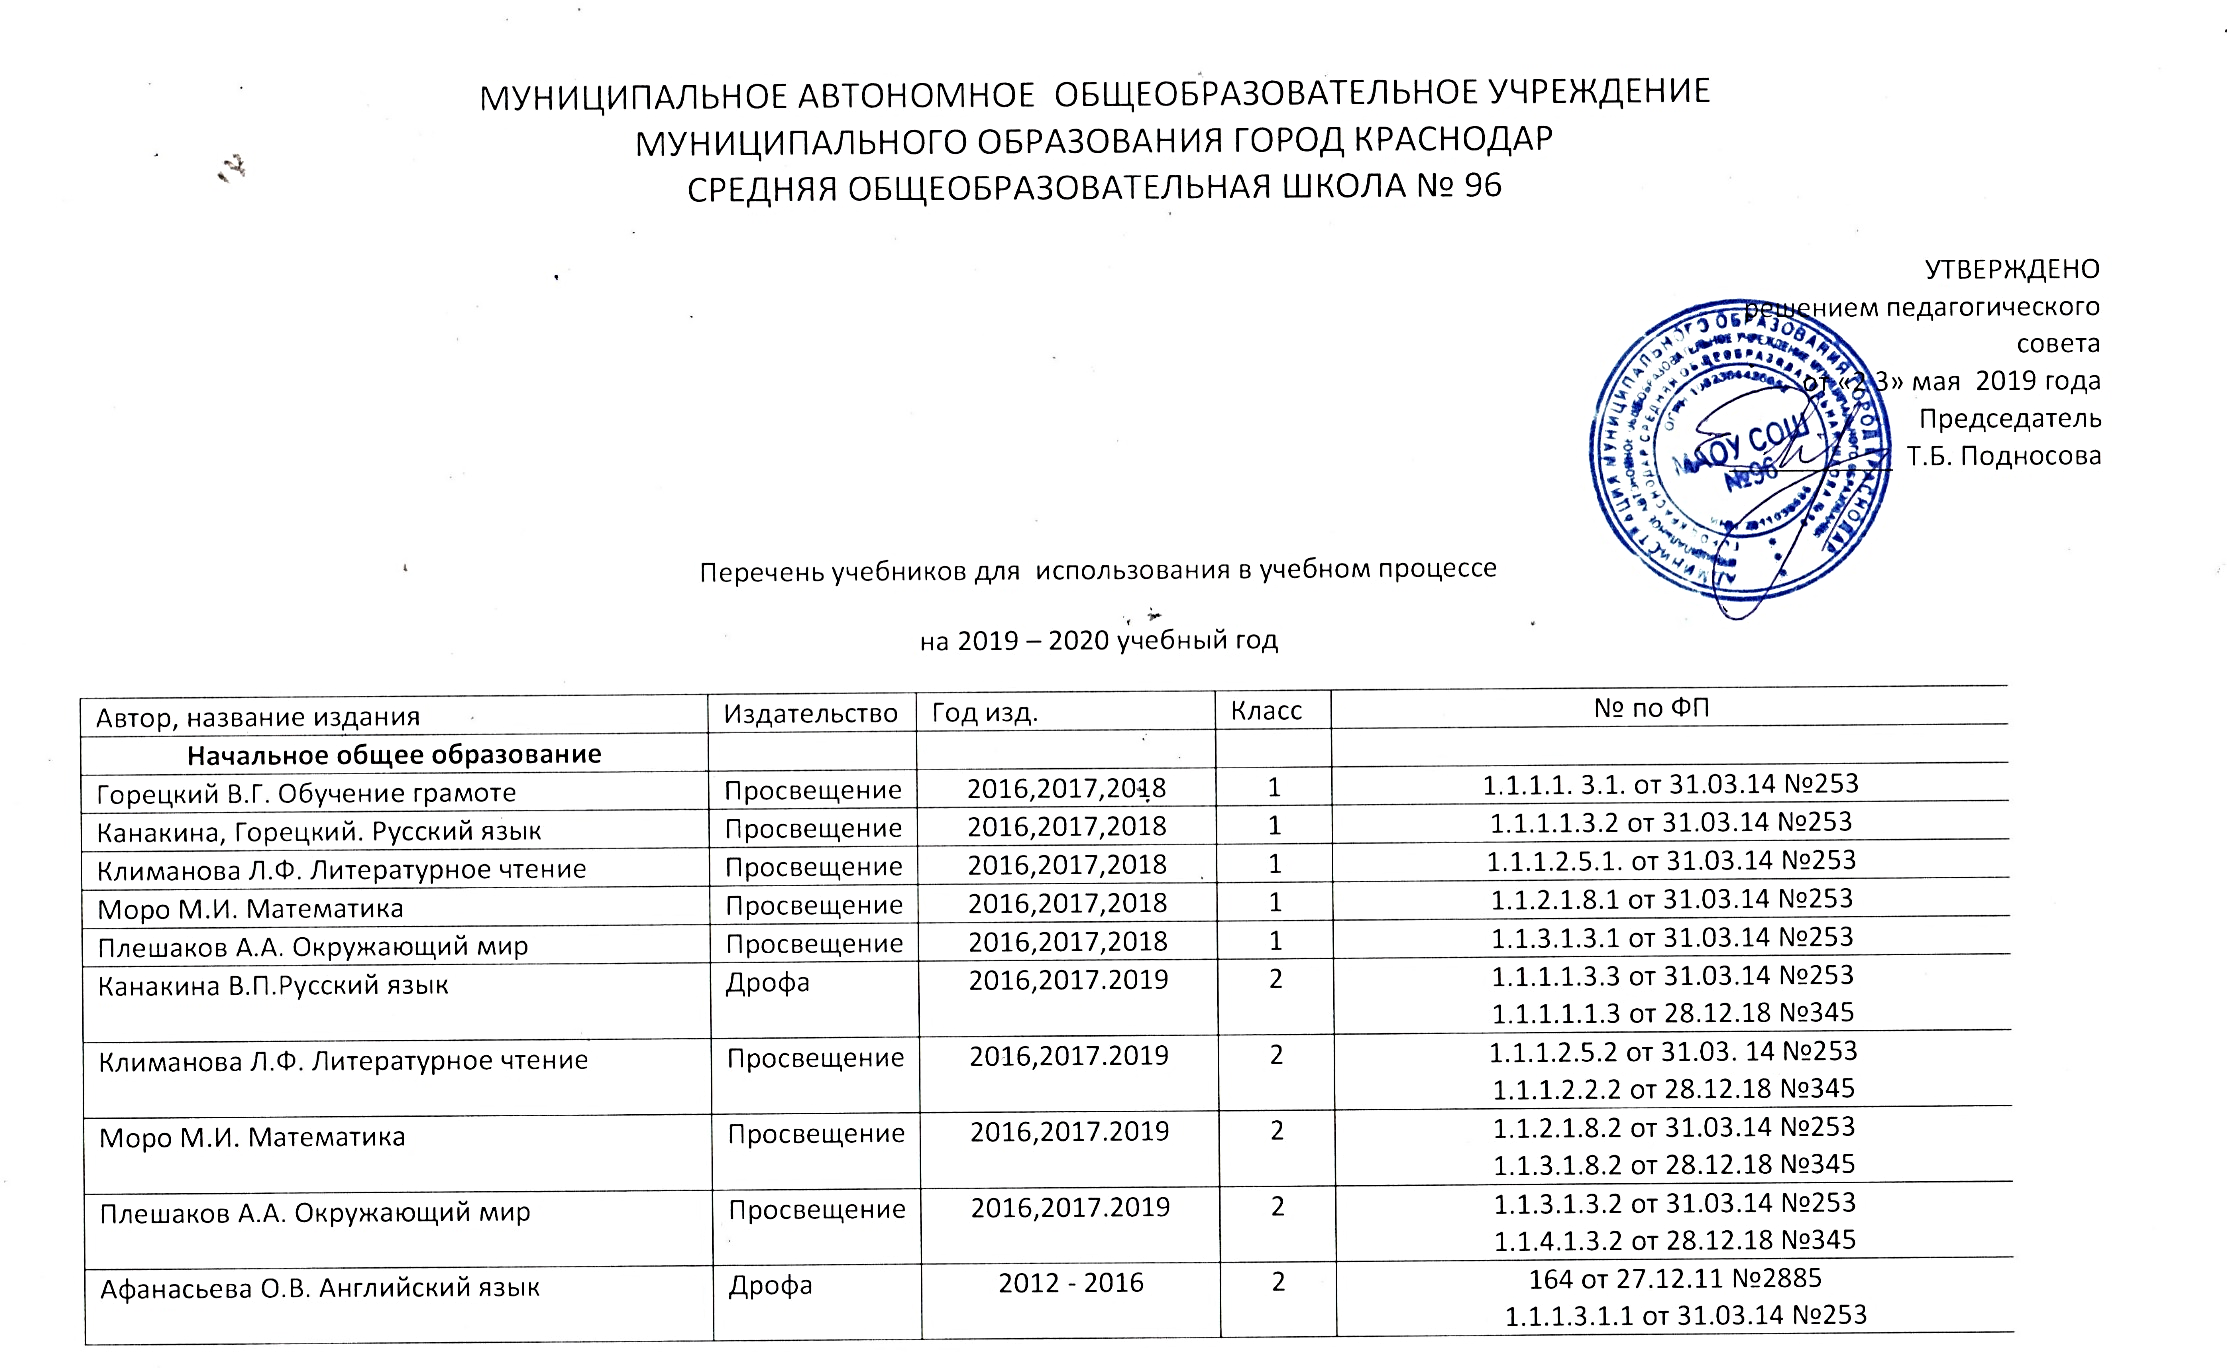 МУНИЦИПАЛЬНОЕ АВТОНОМНОЕ ОБЩЕОБРАЗОВАТЕЛЬНОЕ УЧРЕЖДЕНИЕ
МУНИЦИПАЛЬНОГО ОБРАЗОВАНИЯ ГОРОД КРАСНОДАР
СРЕДНЯЯ ОБЩЕОБРАЗОВАТЕЛЬНАЯ ШКОЛА № 96
УТВЕРЖДЕНО
решением педагогического
совета
от «23» мая 2019 года
Председатель
Т.Б. Подносова
МАОУ СОШ
№96
Перечень учебников для использования в учебном процессе
на 2019 – 2020 учебный год
Автор, название издания Издательство Год изд. Класс № по ФП
Начальное общее образование
Горецкий В.Г. Обучение грамоте Просвещение 2016,2017,2018 1 1.1.1.1. 3.1. от 31.03.14 №253
Канакина, Горецкий. Русский язык Просвещение 2016,2017,2018 1 1.1.1.1.3.2 от 31.03.14 №253
Климанова Л.Ф. Литературное чтение Просвещение 2016,2017,2018 1 1.1.1.2.5.1. от 31.03.14 №253
Моро М.И. Математика Просвещение 2016,2017,2018 1 1.1.2.1.8.1 от 31.03.14 №253
Плешаков А.А. Окружающий мир Просвещение 2016,2017,2018 1 1.1.3.1.3.1 от 31.03.14 №253
Канакина В.П.Русский язык Дрофа 2016,2017.2019 2 1.1.1.1.3.3 от 31.03.14 №253
1.1.1.1.1.3 от 28.12.18 №345
Климанова Л.Ф. Литературное чтение Просвещение 2016,2017.2019 2 1.1.1.2.5.2 от 31.03. 14 №253
1.1.1.2.2.2 от 28.12.18 №345
Моро М.И. Математика Просвещение 2016,2017.2019 2 1.1.2.1.8.2 от 31.03.14 №253
1.1.3.1.8.2 от 28.12.18 №345
Плешаков А.А. Окружающий мир Просвещение 2016,2017.2019 2 1.1.3.1.3.2 от 31.03.14 №253
1.1.4.1.3.2 от 28.12.18 №345
Афанасьева О.В. Английский язык Дрофа 2012 - 2016 2 164 от 27.12.11 №2885
1.1.1.3.1.1 от 31.03.14 №253